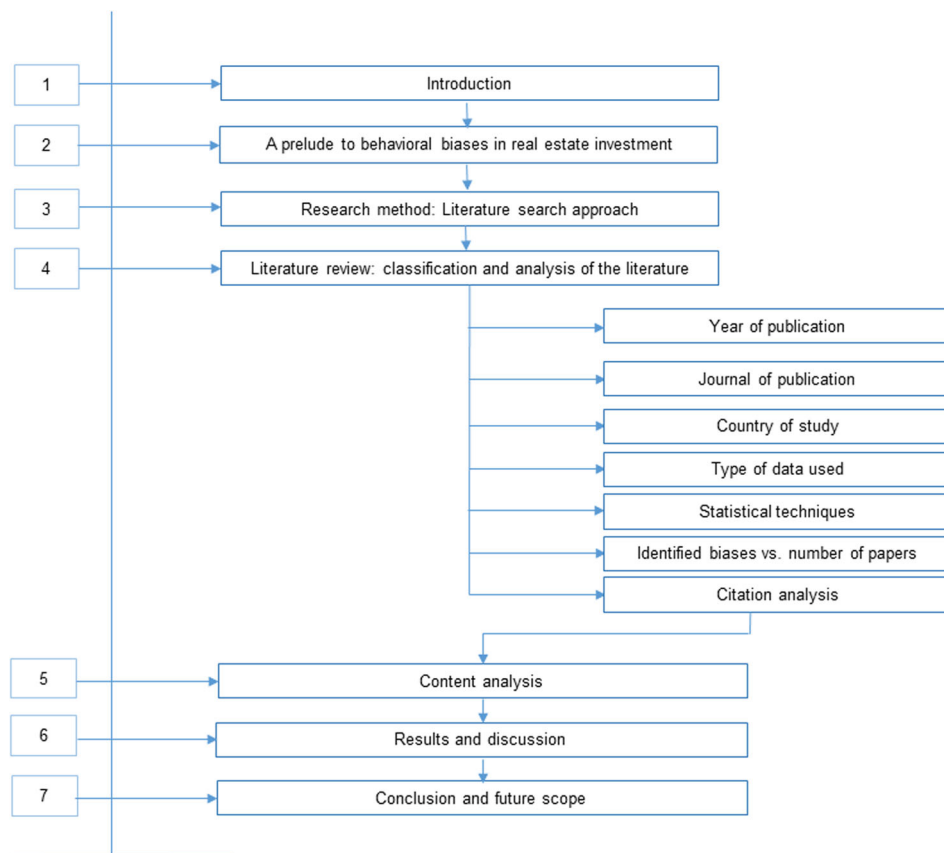 1
Introduction
2
A prelude to behavioral biases in real estate investment
3
Research method: Literature search approach
4
Literature review: classification and analysis of the literature
Year of publication
Journal of publication
Country of study
Type of data used
Statistical techniques
Identified biases vs. number of papers
Citation analysis
5
Content analysis
6
Results and discussion
7
Conclusion and future scope